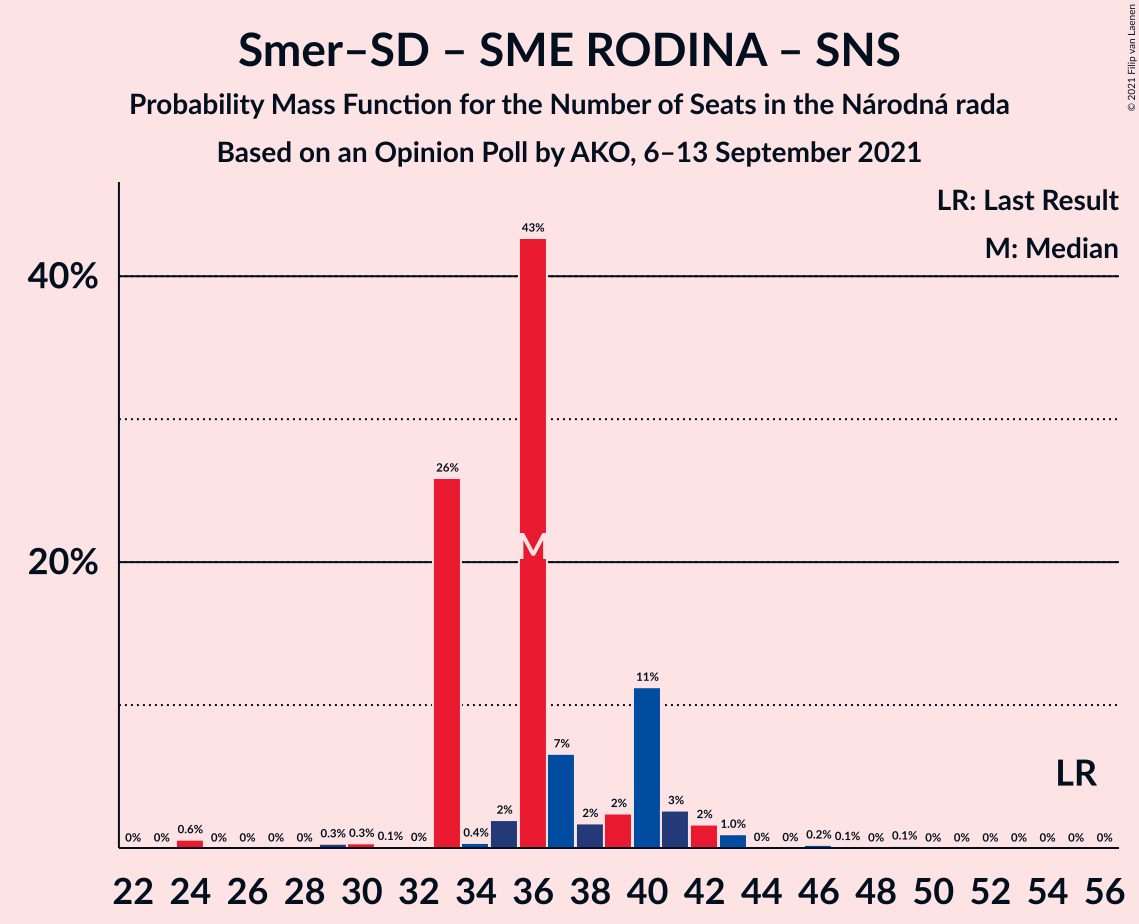 Smer–SD – SME RODINA – SNS
Probability Mass Function for the Number of Seats in the Národná rada
Based on an Opinion Poll by AKO, 6–13 September 2021
© 2021 Filip van Laenen
LR: Last Result
M: Median
40%
20%
0% 0% 0.6% 0% 0% 0% 0% 0.3% 0.3% 0.1% 0% 26% 0.4% 2% 43% 7% 2% 2% 11% 3% 2% 1.0% 0% 0% 0.2% 0.1% 0% 0.1% 0% 0% 0% 0% 0% 0% 0%
M
LR
22 24 26 28 30 32 34 36 38 40 42 44 46 48 50 52 54 56